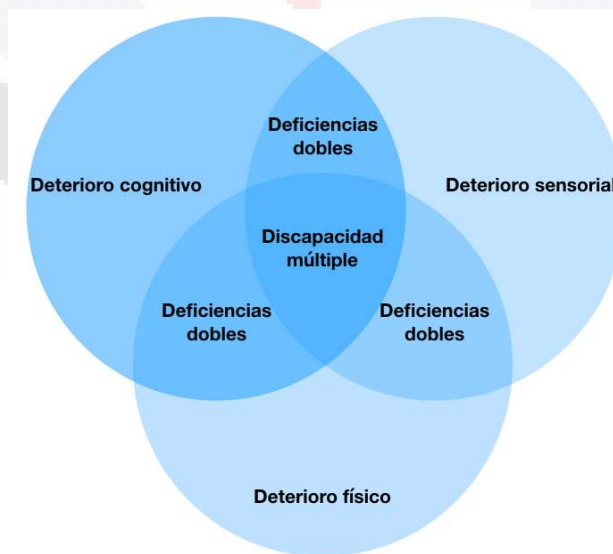 Deficiencias
dobles
Deterioro cognitivo
Deterioro sensorial
Discapacidad
múltiple
Deficiencias
dobles
Deficiencias
dobles
Deterioro físico